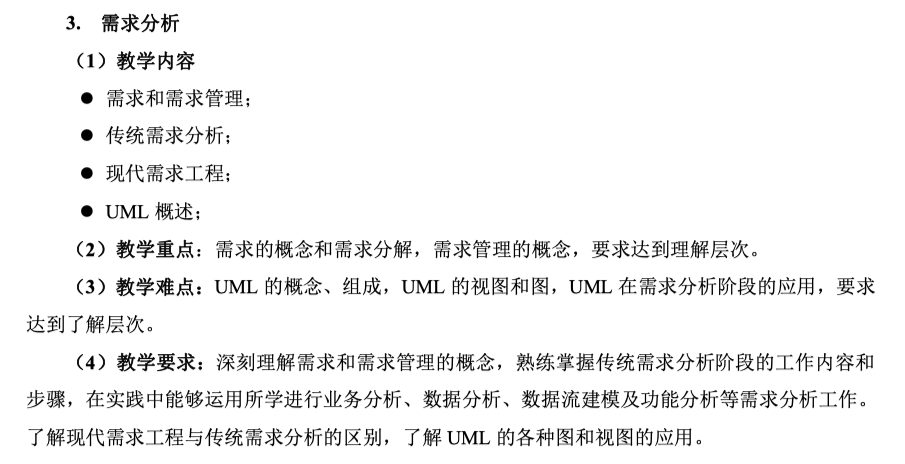 3. 需求分析
（1）教学内容
● 需求和需求管理；
● 传统需求分析；
● 现代需求工程；
● UML 概述；
（2）教学重点：需求的概念和需求分解，需求管理的概念，要求达到理解层次。
（3）教学难点：UML 的概念、组成，UML 的视图和图，UML 在需求分析阶段的应用，要求
达到了解层次。
（4）教学要求：深刻理解需求和需求管理的概念，熟练掌握传统需求分析阶段的工作内容和
步骤，在实践中能够运用所学进行业务分析、数据分析、数据流建模及功能分析等需求分析工作。
了解现代需求工程与传统需求分析的区别，了解 UML 的各种图和视图的应用。